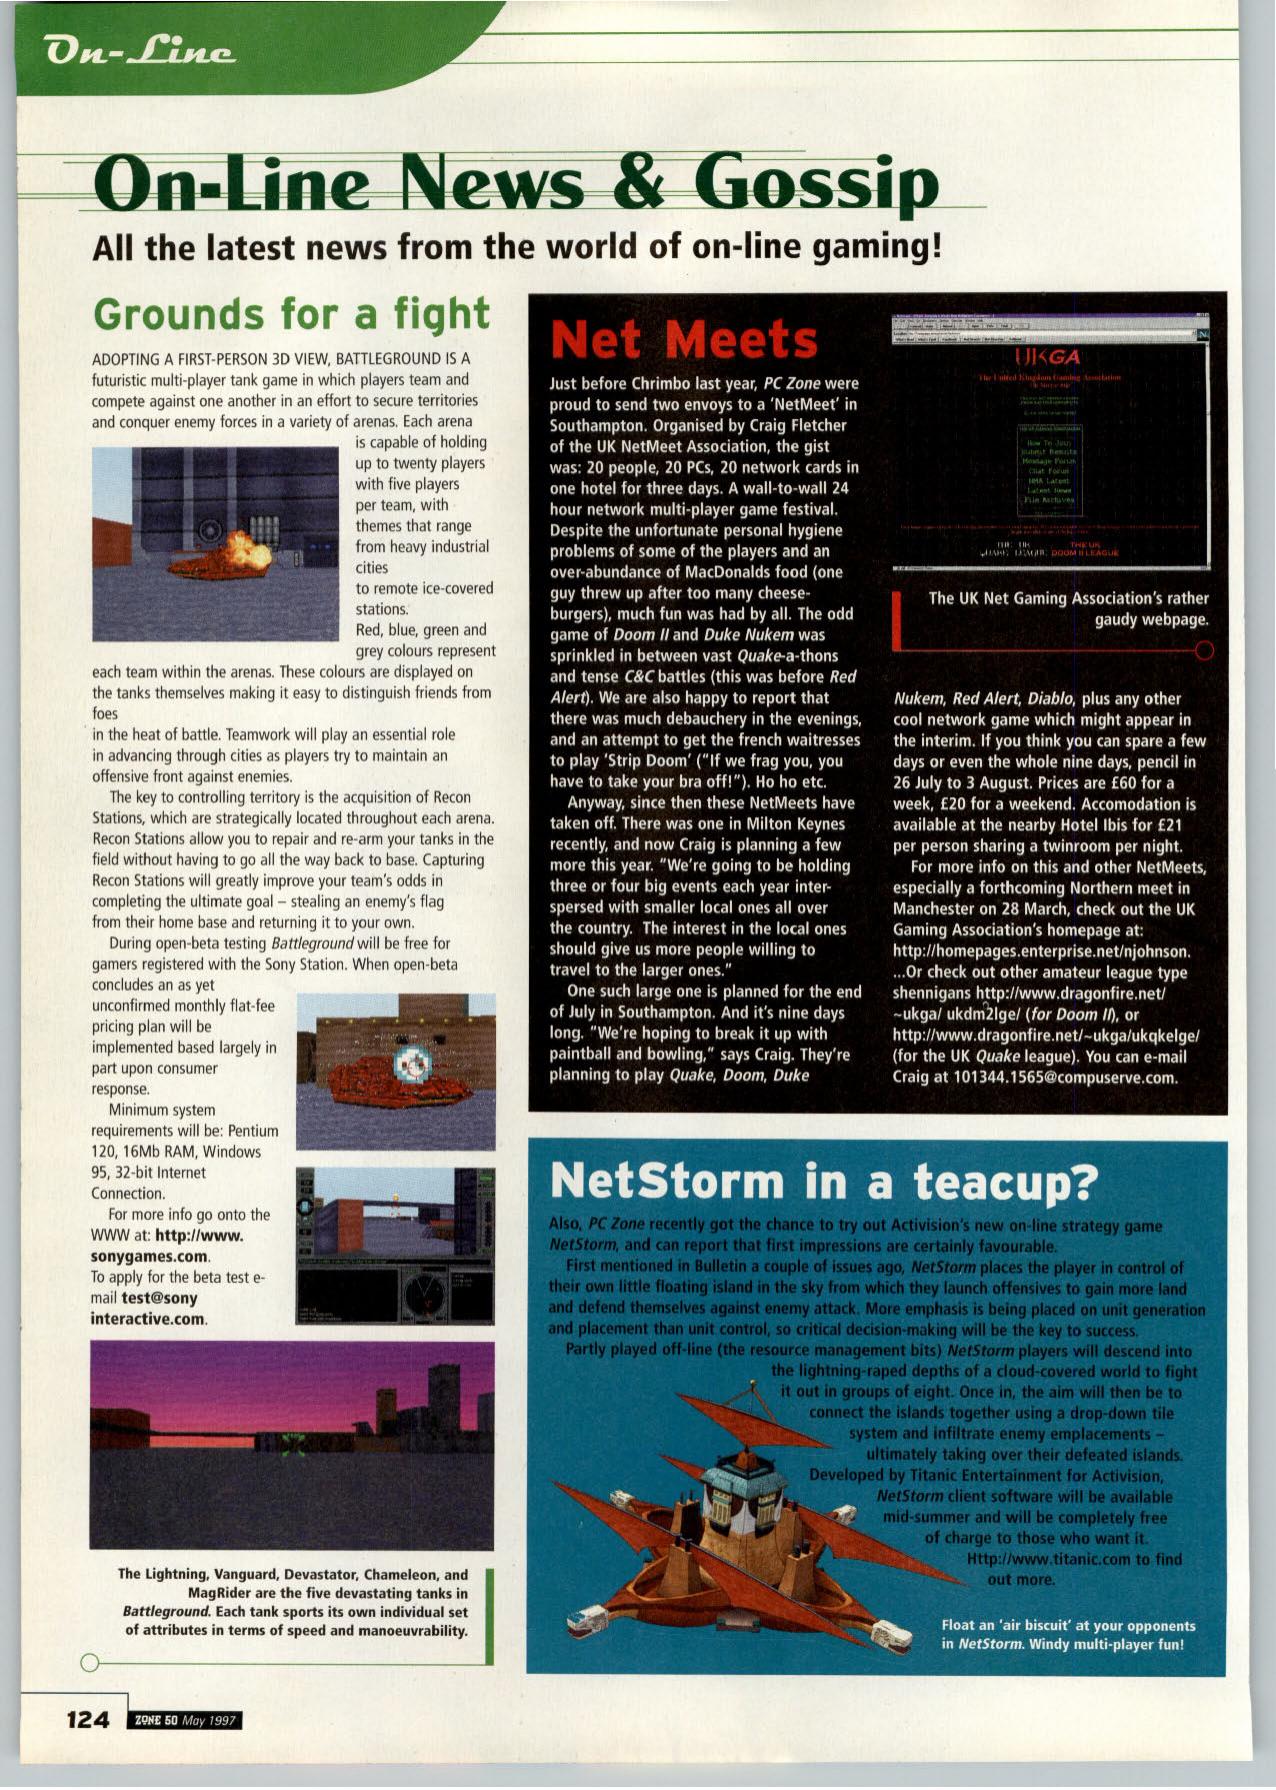 On-Line
On-Line News & Gossip
All the latest news from the world of on-line gaming!
Grounds for a fight
ADOPTING A FIRST-PERSON 3D VIEW, BATTLEGROUND IS A
futuristic multi-player tank game in which players team and
compete against one another in an effort to secure territories
and conquer enemy forces in a variety of arenas. Each arena
is capable of holding
up to twenty players
with five players
per team, with
themes that range
from heavy industrial
cities
to remote ice-covered
stations.
Red, blue, green and
grey colours represent
each team within the arenas. These colours are displayed on
the tanks themselves making it easy to distinguish friends from
foes
in the heat of battle. Teamwork will play an essential role
in advancing through cities as players try to maintain an
offensive front against enemies.
The key to controlling territory is the acquisition of Recon
Stations, which are strategically located throughout each arena.
Recon Stations allow you to repair and re-arm your tanks in the
field without having to go all the way back to base. Capturing
Recon Stations will greatly improve your team's odds in
completing the ultimate goal – stealing an enemy's flag
from their home base and returning it to your own.
During open-beta testing Battleground will be free for
gamers registered with the Sony Station. When open-beta
concludes an as yet
unconfirmed monthly flat-fee
pricing plan will be
implemented based largely in
part upon consumer
response.
Minimum system
requirements will be: Pentium
120, 16Mb RAM, Windows
95, 32-bit Internet
Connection.
For more info go onto the
WWW at: http://www.
sonygames.com.
To apply for the beta test e-
mail test@sony
interactive.com.
The Lightning, Vanguard, Devastator, Chameleon, and
MagRider are the five devastating tanks in
Battleground. Each tank sports its own individual set
of attributes in terms of speed and manoeuvrability.
Net Meets
Just before Chrimbo last year, PC Zone were
proud to send two envoys to a 'NetMeet' in
Southampton. Organised by Craig Fletcher
of the UK NetMeet Association, the gist
was: 20 people, 20 PCs, 20 network cards in
one hotel for three days. A wall-to-wall 24
hour network multi-player game festival.
Despite the unfortunate personal hygiene
problems of some of the players and an
over-abundance of MacDonalds food (one
guy threw up after too many cheese-
burgers), much fun was had by all. The odd
game of Doom II and Duke Nukem was
sprinkled in between vast Quake-a-thons
and tense C&C battles (this was before Red
Alert). We are also happy to report that
there was much debauchery in the evenings,
and an attempt to get the french waitresses
to play 'Strip Doom' ("If we frag you, you
have to take your bra off!"). Ho ho etc.
Anyway, since then these NetMeets have
taken off. There was one in Milton Keynes
recently, and now Craig is planning a few
more this year. "We're going to be holding
three or four big events each year inter-
spersed with smaller local ones all over
the country. The interest in the local ones
should give us more people willing to
travel to the larger ones."
One such large one is planned for the end
of July in Southampton. And it's nine days
long. "We're hoping to break it up with
paintball and bowling," says Craig. They're
planning to play Quake, Doom, Duke
UKGA
The United Kingdom Gaming Association
How To Join
Submit Results
Message Forum
Chat Forum
NMA Latest
Latest News
File Archives
THE UK
QUAKE LEAGUE
THE UK
DOOM II LEAGUE
The UK Net Gaming Association's rather
gaudy webpage.
Nukem, Red Alert, Diablo, plus any other
cool network game which might appear in
the interim. If you think you can spare a few
days or even the whole nine days, pencil in
26 July to 3 August. Prices are £60 for a
week, £20 for a weekend. Accomodation is
available at the nearby Hotel Ibis for £21
per person sharing a twinroom per night.
For more info on this and other NetMeets,
especially a forthcoming Northern meet in
Manchester on 28 March, check out the UK
Gaming Association's homepage at:
http://homepages.enterprise.net/njohnson.
...Or check out other amateur league type
shennigans http://www.dragonfire.net/
~ukga/ ukdm2lge/ (for Doom II), or
http://www.dragonfire.net/~ukga/ukqkelge/
(for the UK Quake league). You can e-mail
Craig at 101344.1565@compuserve.com.
NetStorm in a teacup?
Also, PC Zone recently got the chance to try out Activision's new on-line strategy game
NetStorm, and can report that first impressions are certainly favourable.
First mentioned in Bulletin a couple of issues ago, NetStorm places the player in control of
their own little floating island in the sky from which they launch offensives to gain more land
and defend themselves against enemy attack. More emphasis is being placed on unit generation
and placement than unit control, so critical decision-making will be the key to success.
Partly played off-line (the resource management bits) NetStorm players will descend into
the lightning-raped depths of a cloud-covered world to fight
it out in groups of eight. Once in, the aim will then be to
connect the islands together using a drop-down tile
system and infiltrate enemy emplacements –
ultimately taking over their defeated islands.
Developed by Titanic Entertainment for Activision,
NetStorm client software will be available
mid-summer and will be completely free
of charge to those who want it.
Http://www.titanic.com to find
out more.
Float an 'air biscuit' at your opponents
in NetStorm. Windy multi-player fun!
124 ZONE 50 May 1997